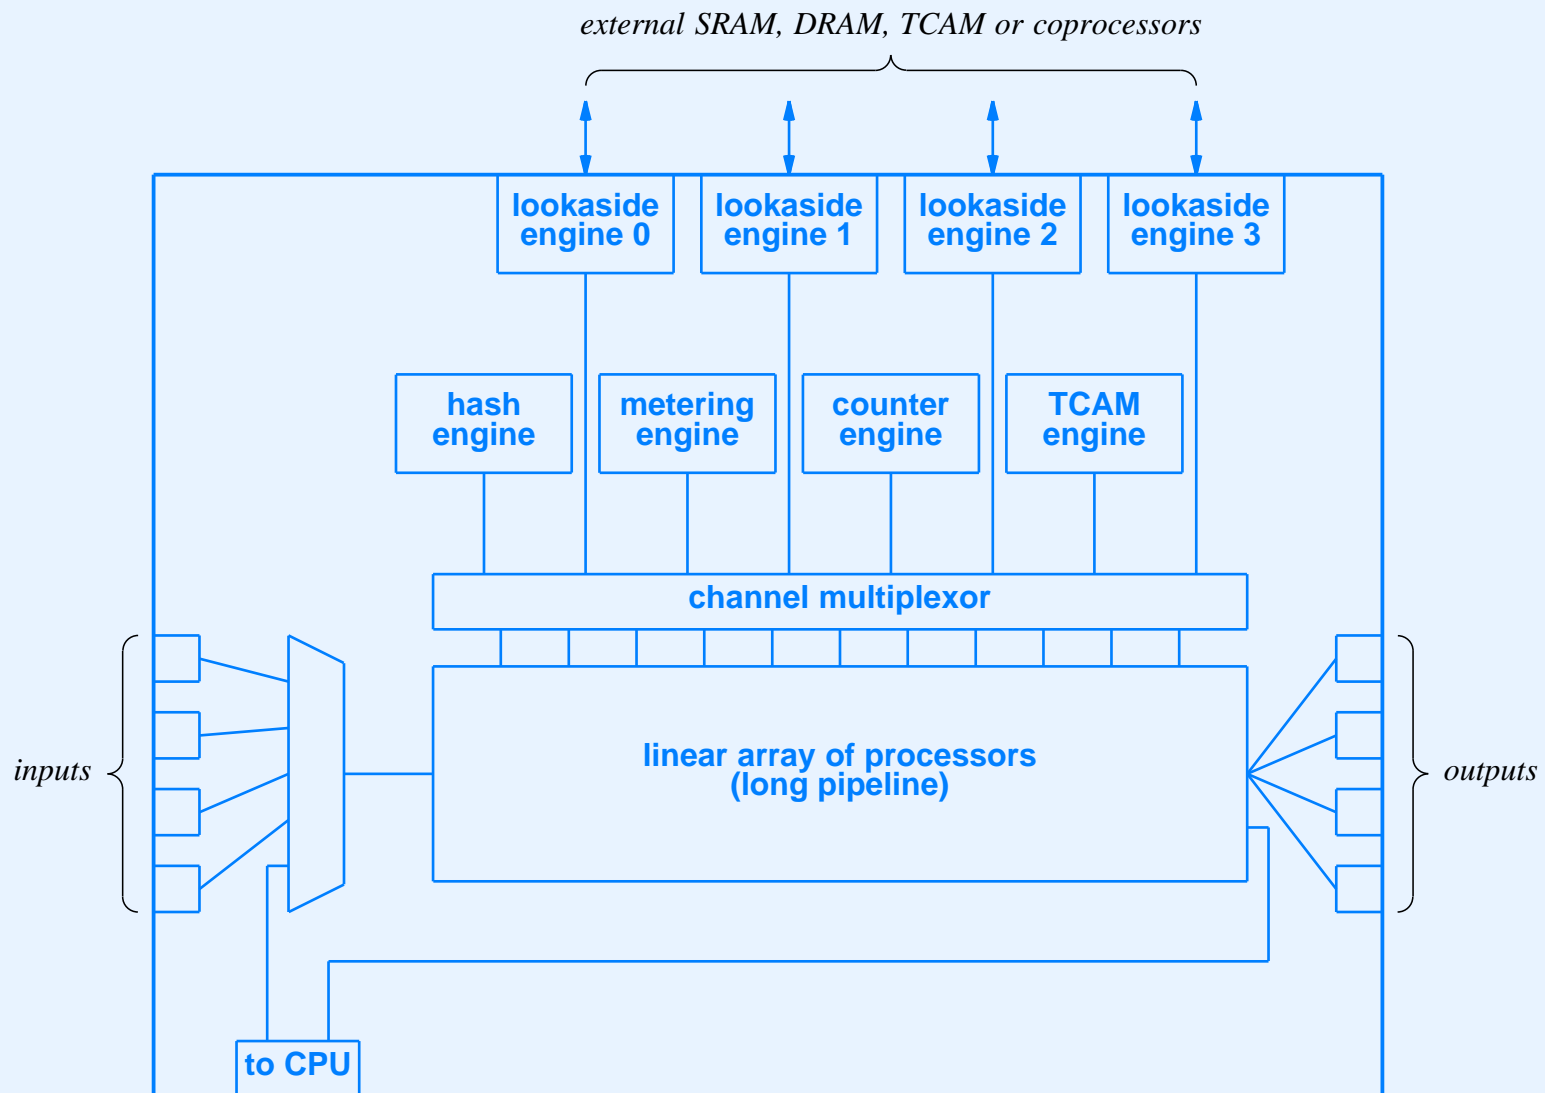 external SRAM, DRAM, TCAM or coprocessors
lookaside
engine 0
lookaside
engine 1
lookaside
engine 2
lookaside
engine 3
hash
engine
metering
engine
counter
engine
TCAM
engine
channel multiplexor
linear array of processors
(long pipeline)
inputs
outputs
to CPU